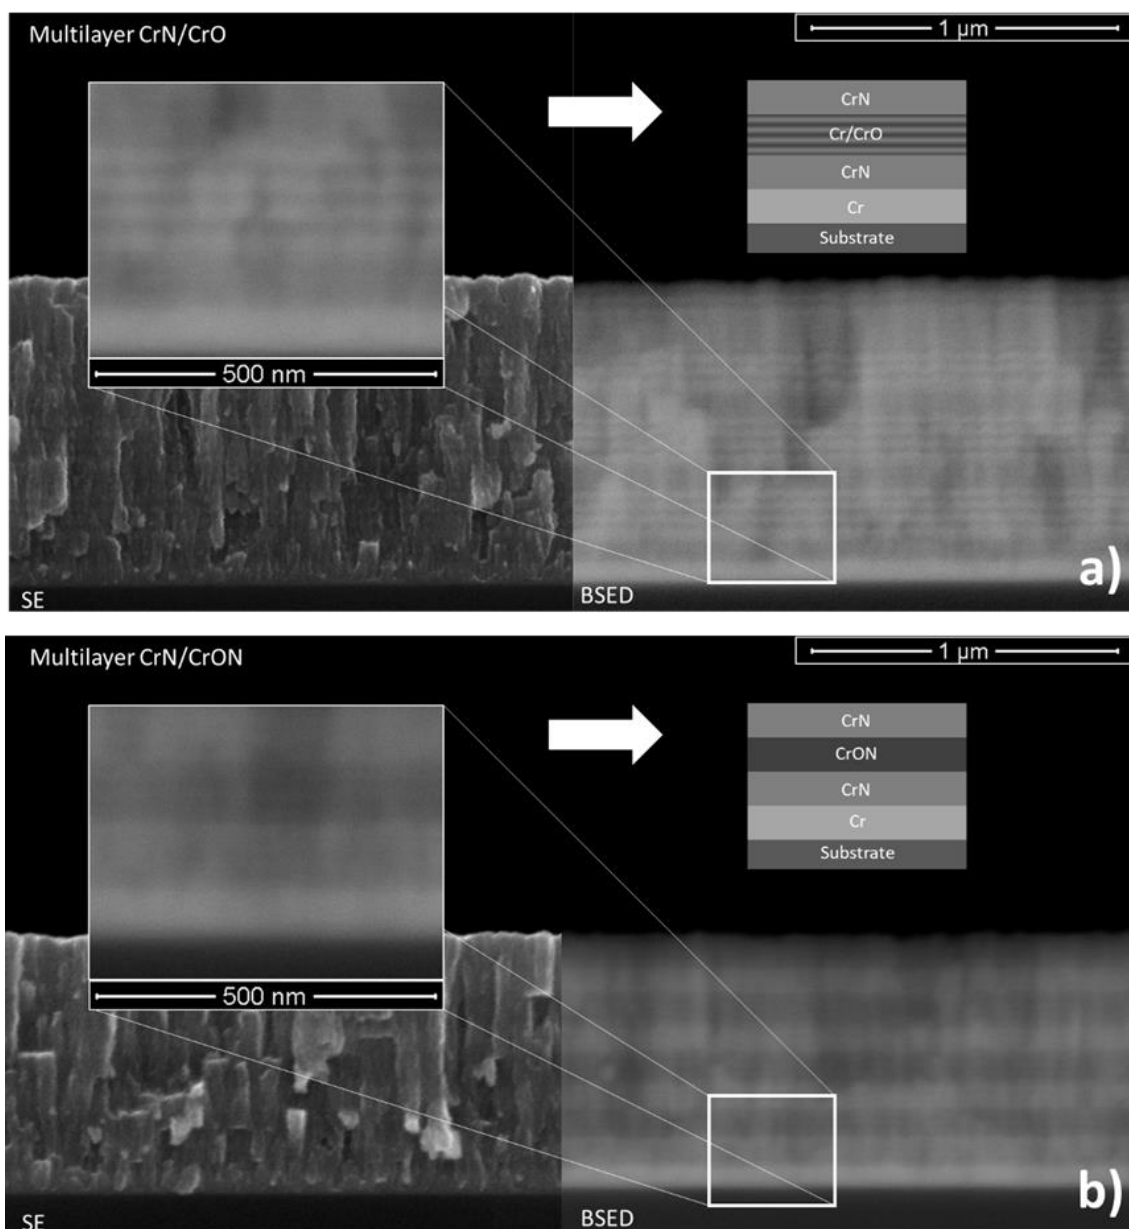 Multilayer CrN/CrO
1 µm
CrN
Cr/CrO
CrN
Cr
Substrate
500 nm
SE
BSED
a)
Multilayer CrN/CrON
1 µm
CrN
CrON
CrN
Cr
Substrate
500 nm
SE
BSED
b)